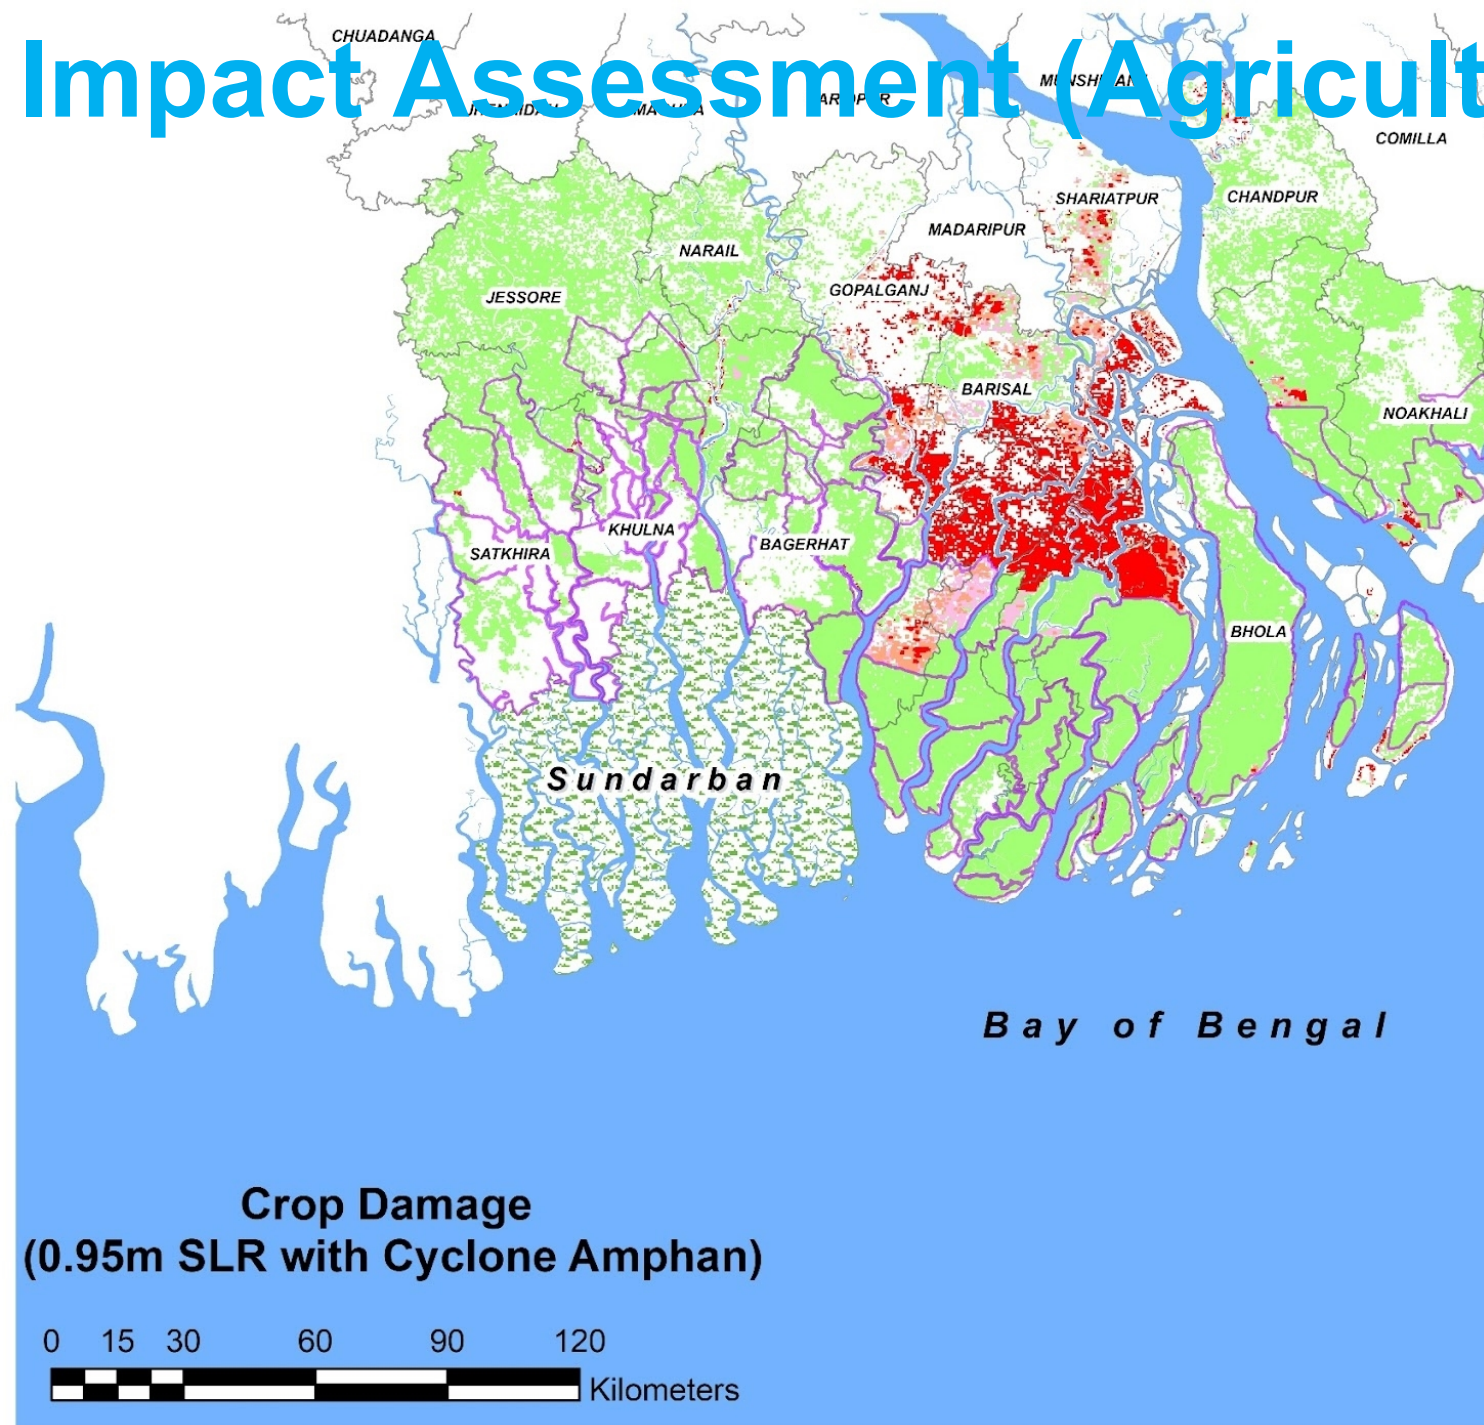 CHUADANGA
Impact Assessment (Agricult
COMILLA
SHARIATPUR
CHANDPUR
MADARIPUR
NARAIL
GOPALGANJ
JESSORE
BARISAL
NOAKHALI
KHULNA
SATKHIRA
BAGERHAT
BHOLA
Sundarban
Bay of Bengal
Crop Damage
(0.95m SLR with Cyclone Amphan)
0 15 30 60 90 120
Kilometers